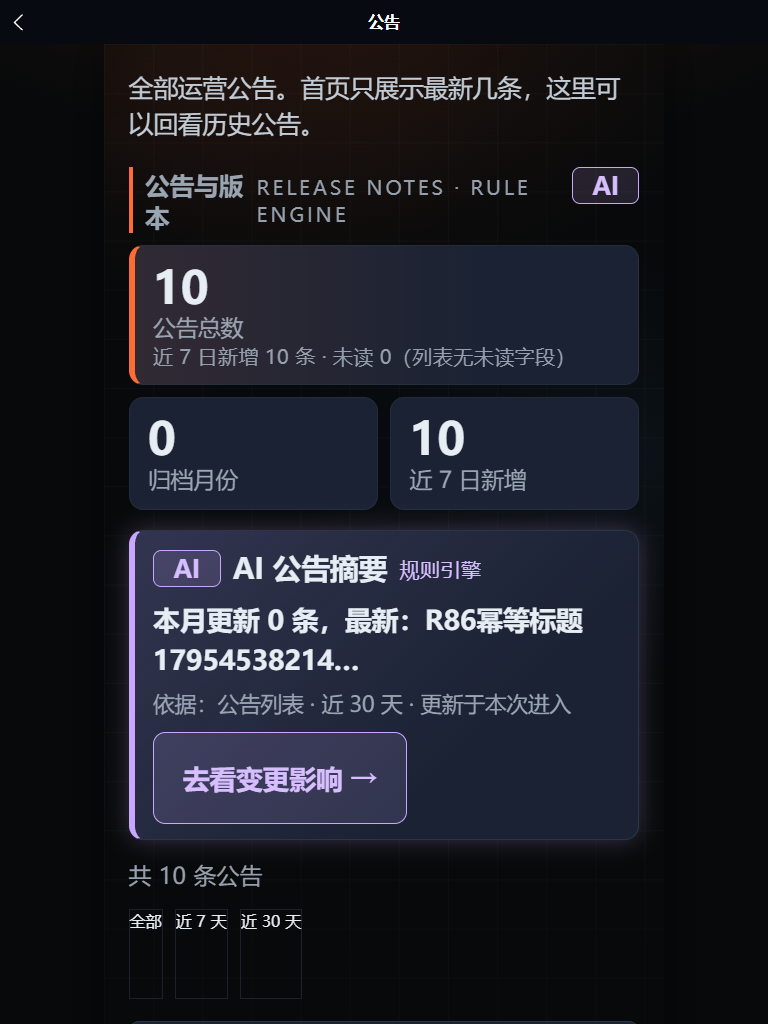 公告
全部运营公告。首页只展示最新几条，这里可
以回看历史公告。
公告与版
本
RELEASE NOTES · RULE
ENGINE
AI
10
公告总数
近 7 日新增 10 条 · 未读 0（列表无未读字段）
0
归档月份
10
近 7 日新增
AI
AI 公告摘要 规则引擎
本月更新 0 条，最新：R86幂等标题
17954538214...
依据：公告列表 · 近 30 天 · 更新于本次进入
去看变更影响 →
共 10 条公告
全部 近 7 天 近 30 天